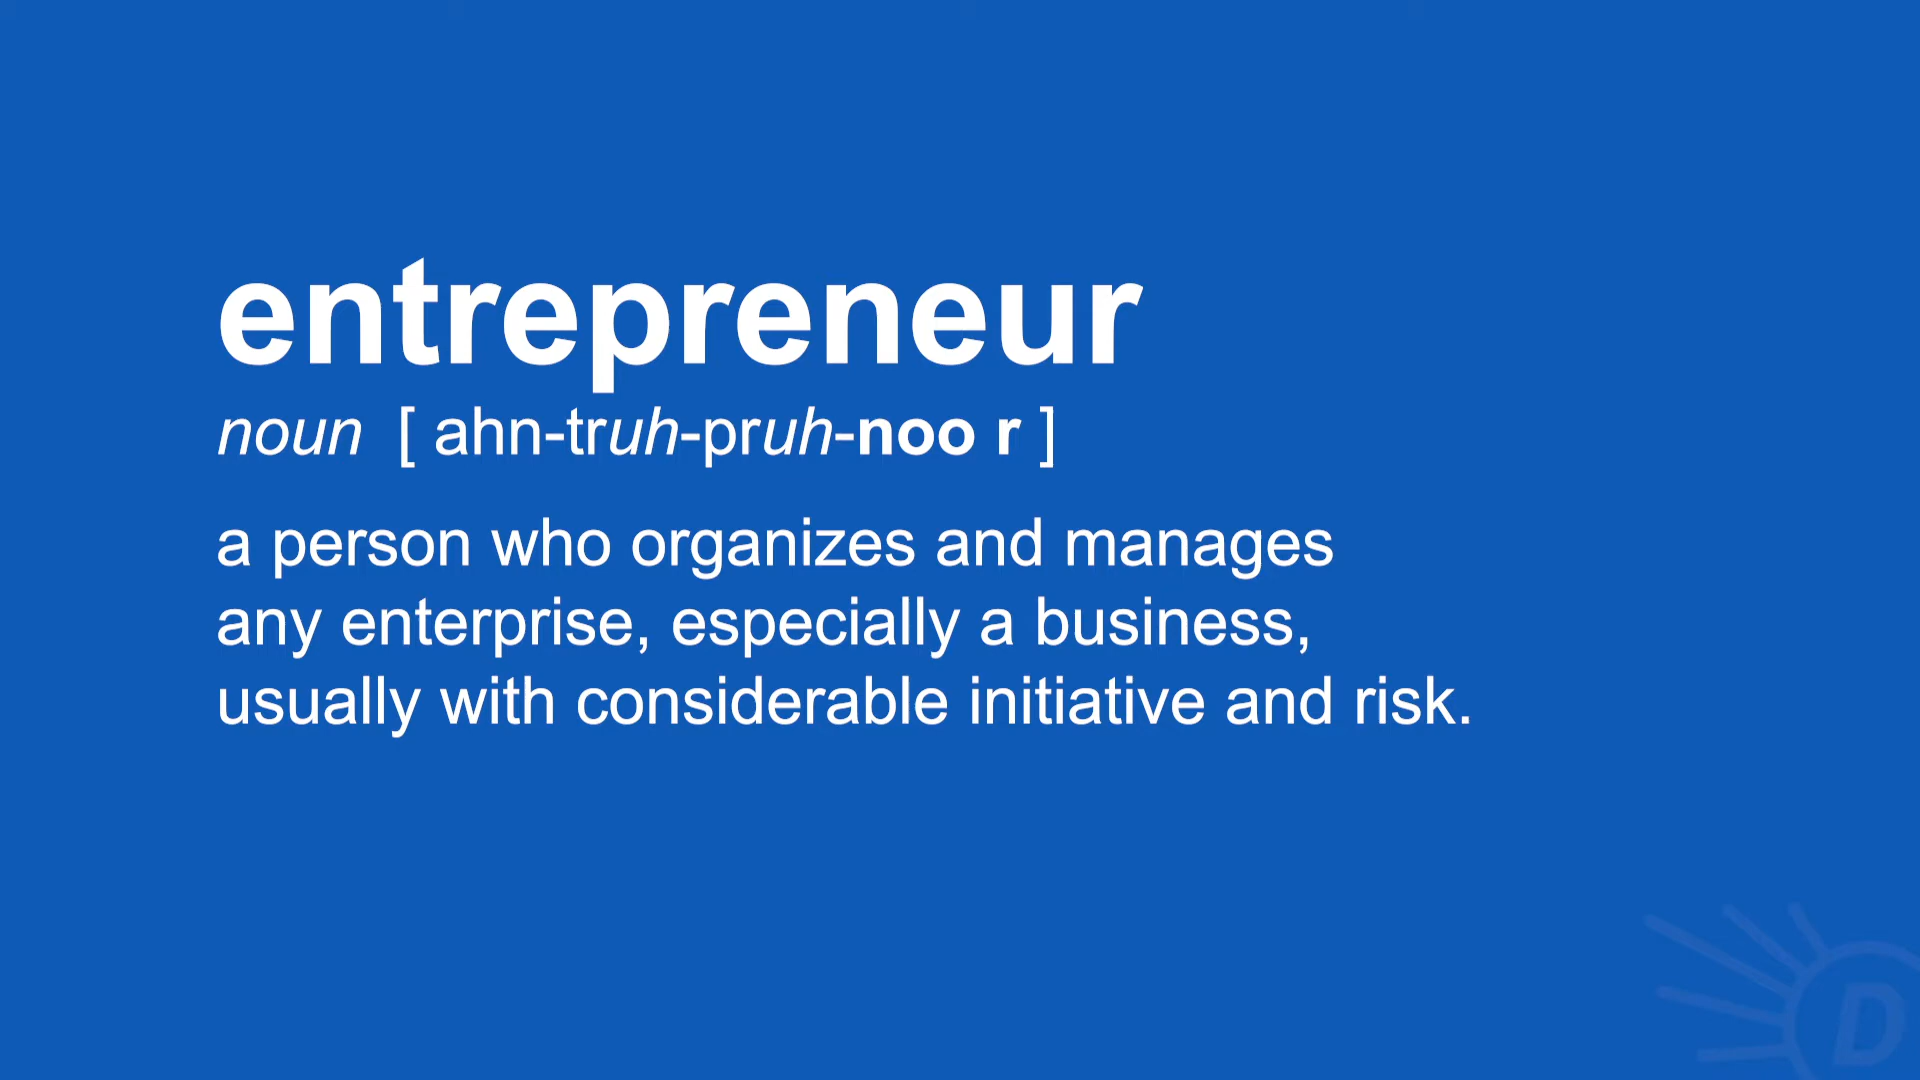 entrepreneur
noun [ ahn-truh-pruh-noo r ]
a person who organizes and manages
any enterprise, especially a business,
usually with considerable initiative and risk.
D